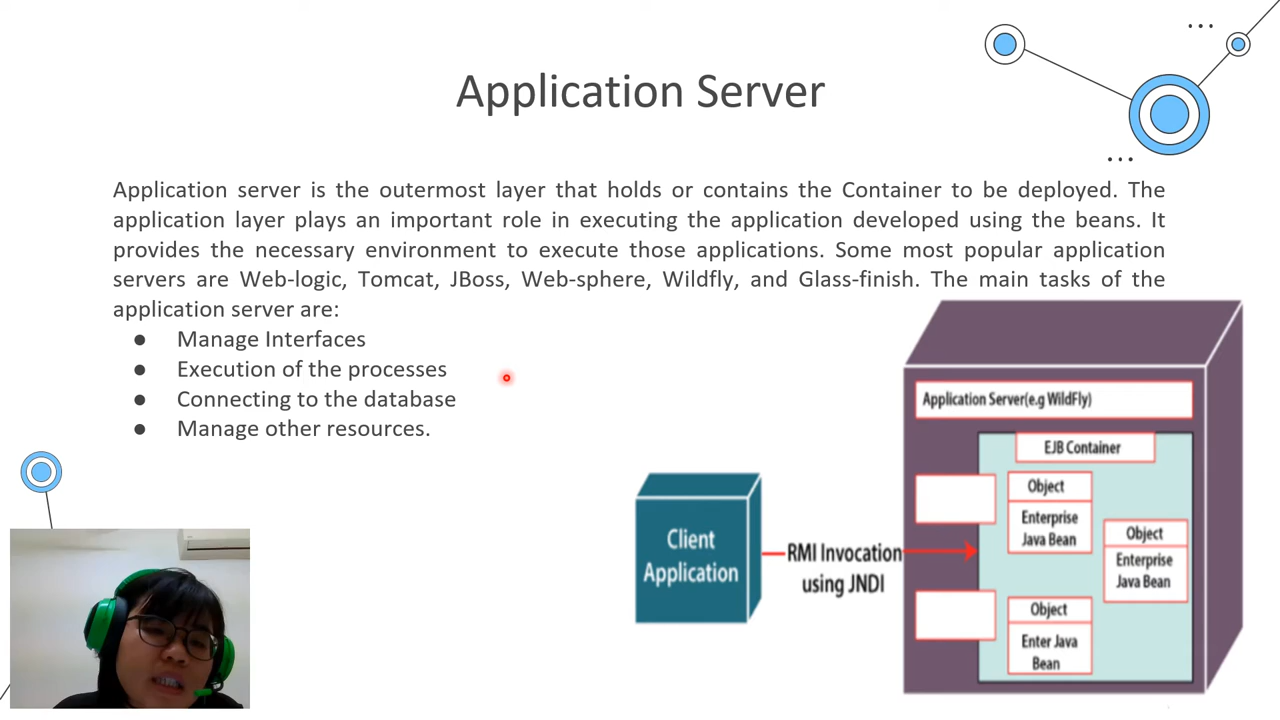 Application Server
Application server is the outermost layer that holds or contains the Container to be deployed. The
application layer plays an important role in executing the application developed using the beans. It
provides the necessary environment to execute those applications. Some most popular application
servers are Web-logic, Tomcat, JBoss, Web-sphere, Wildfly, and Glass-finish. The main tasks of the
application server are:
● Manage Interfaces
● Execution of the processes
● Connecting to the database
● Manage other resources.
Client
Application
RMI Invocation
using JNDI
Application Server(e.g WildFly)
EJB Container
Object
Enterprise
Java Bean
Object
Enterprise
Java Bean
Object
Enter Java
Bean